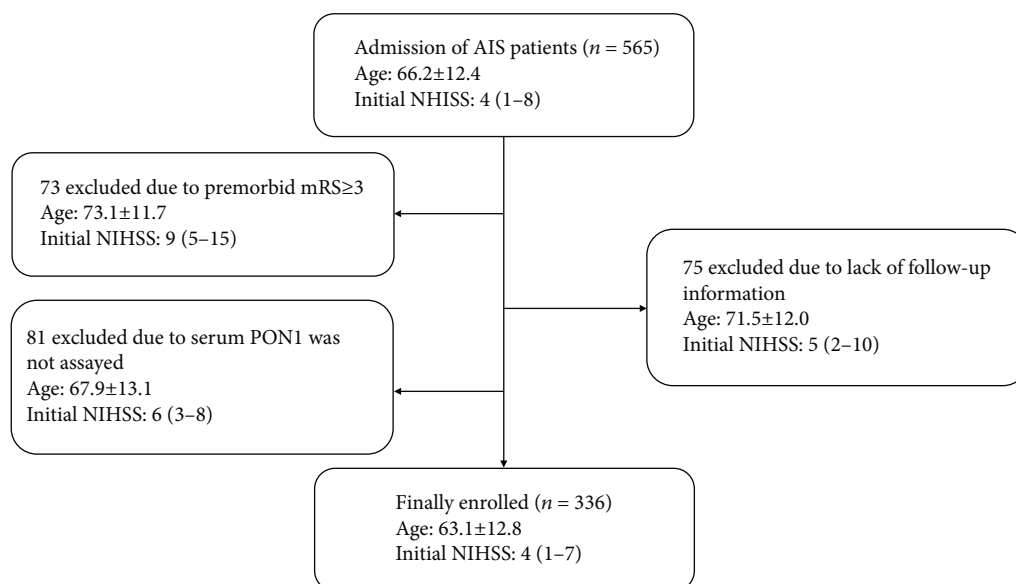 Admission of AIS patients (n = 565)
Age: 66.2±12.4
Initial NHISS: 4 (1–8)
73 excluded due to premorbid mRS≥3
Age: 73.1±11.7
Initial NIHSS: 9 (5–15)
75 excluded due to lack of follow-up
information
Age: 71.5±12.0
Initial NIHSS: 5 (2–10)
81 excluded due to serum PON1 was
not assayed
Age: 67.9±13.1
Initial NIHSS: 6 (3–8)
Finally enrolled (n = 336)
Age: 63.1±12.8
Initial NIHSS: 4 (1–7)